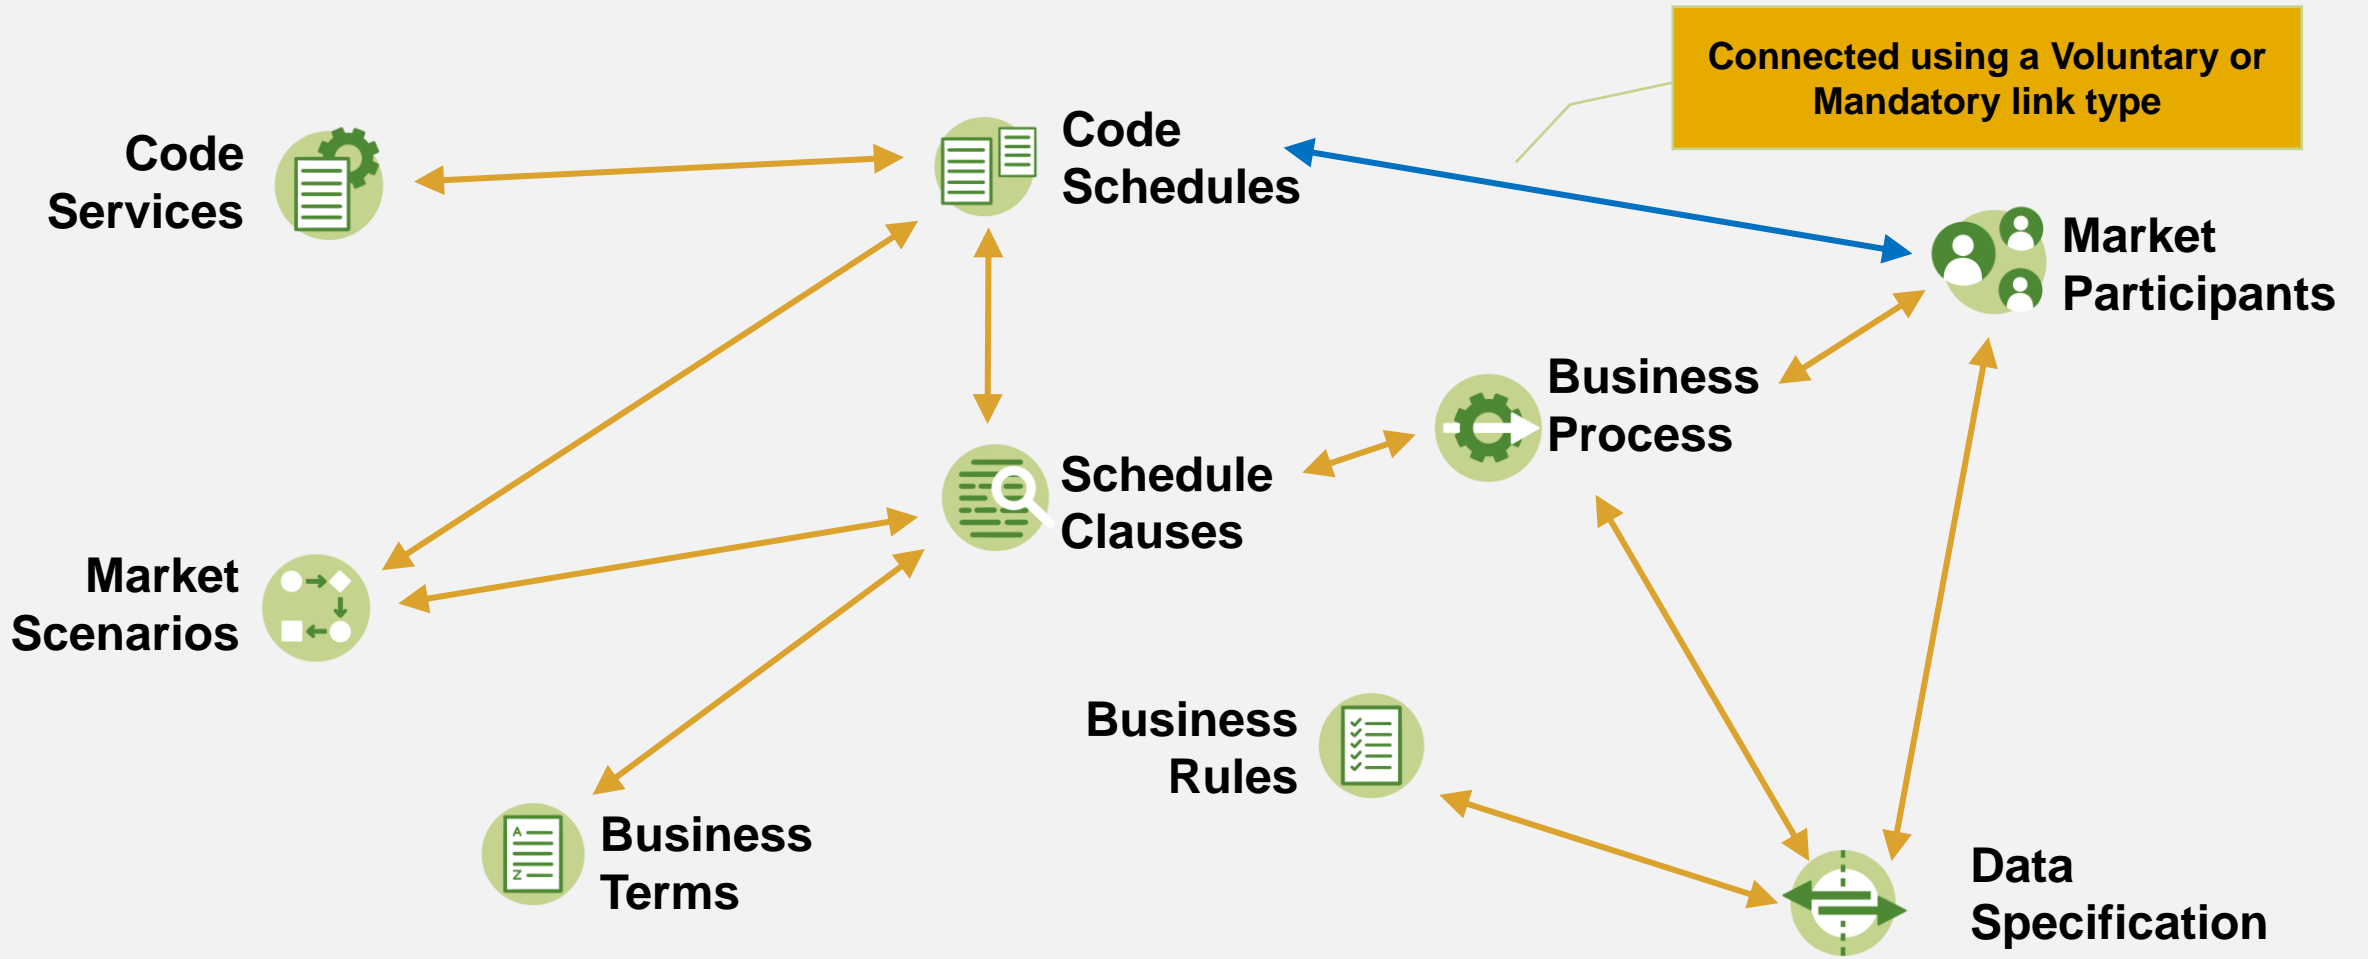 Connected using a Voluntary or
Mandatory link type
Code
Services
Code
Schedules
Market
Participants
Business
Process
Schedule
Clauses
Market
Scenarios
Business
Rules
A
Z
Business
Terms
Data
Specification